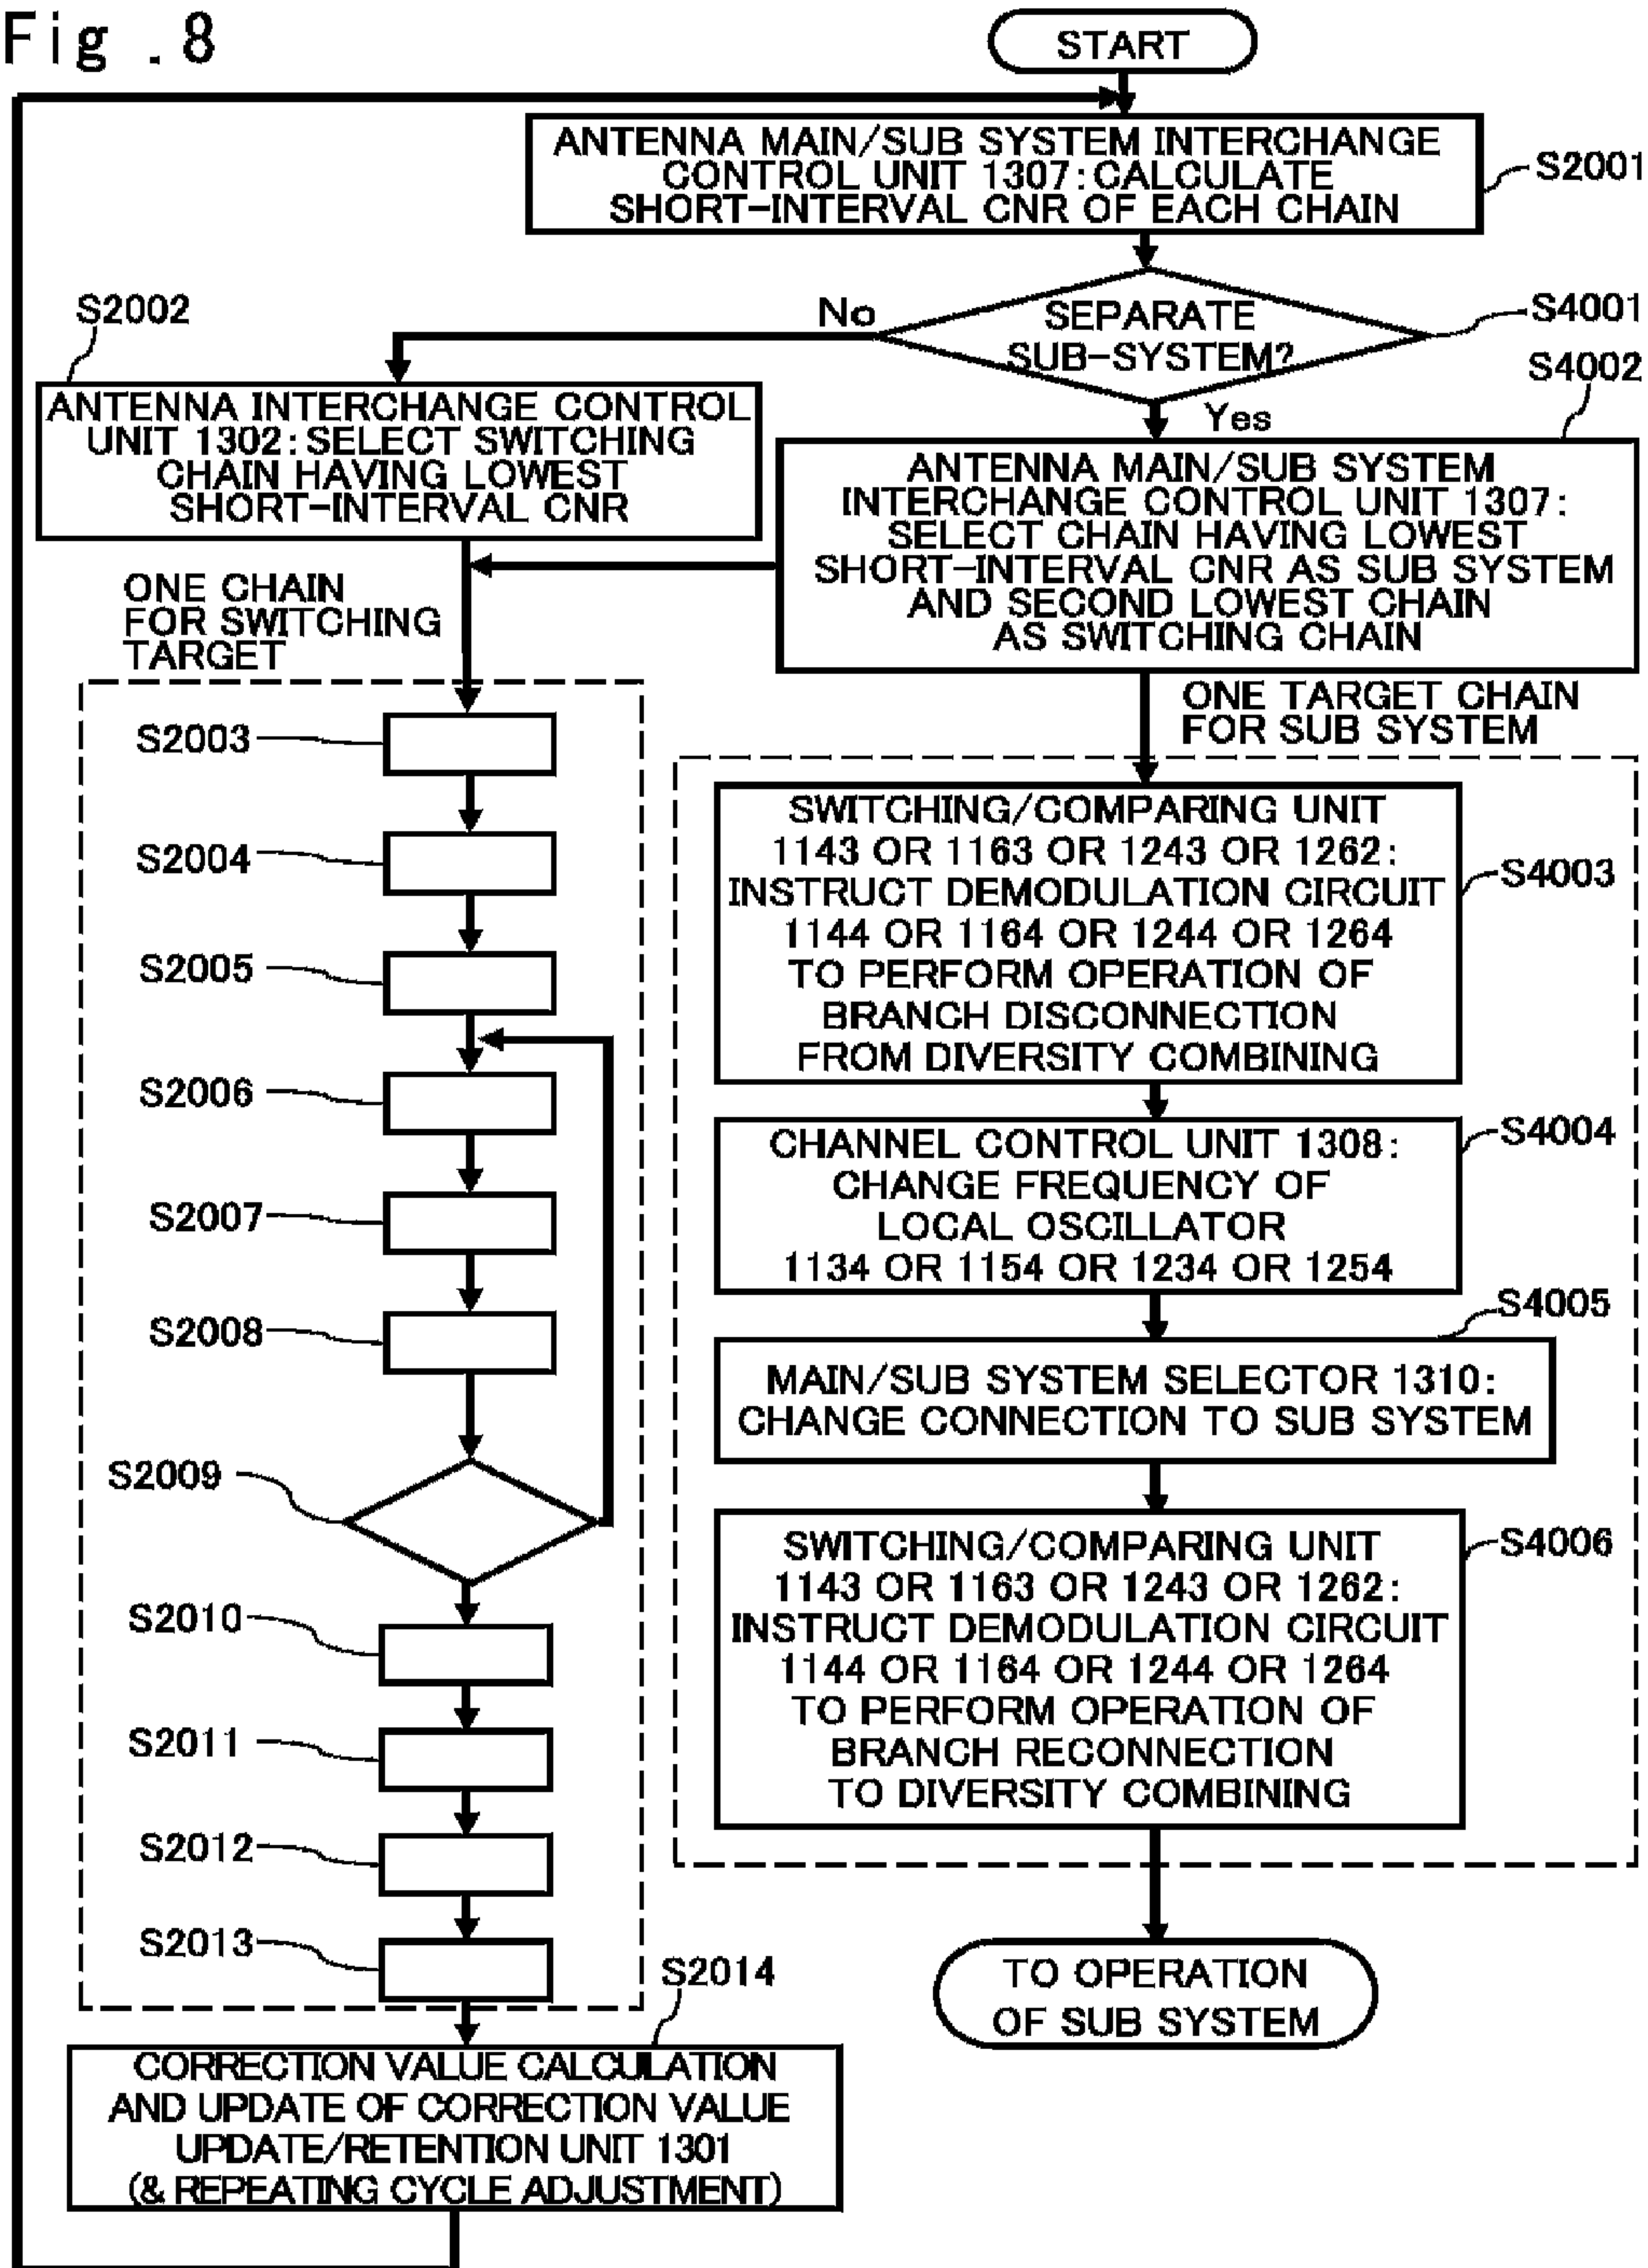 Fig .8
START
ANTENNA MAIN/SUB SYSTEM INTERCHANGE
CONTROL UNIT 1307:CALCULATE
SHORT-INTERVAL CNR OF EACH CHAIN
S2001
SEPARATE
SUB-SYSTEM?
S4001
No
Yes
S2002
ANTENNA INTERCHANGE CONTROL
UNIT 1302:SELECT SWITCHING
CHAIN HAVING LOWEST
SHORT-INTERVAL CNR
S4002
ANTENNA MAIN/SUB SYSTEM
INTERCHANGE CONTROL UNIT 1307:
SELECT CHAIN HAVING LOWEST
SHORT-INTERVAL CNR AS SUB SYSTEM
AND SECOND LOWEST CHAIN
AS SWITCHING CHAIN
ONE CHAIN
FOR SWITCHING
TARGET
ONE TARGET CHAIN
FOR SUB SYSTEM
S2003
S2004
S2005
S2006
S2007
S2008
S2009
S2010
S2011
S2012
S2013
S2014
CORRECTION VALUE CALCULATION
AND UPDATE OF CORRECTION VALUE
UPDATE/RETENTION UNIT 1301
(& REPEATING CYCLE ADJUSTMENT)
SWITCHING/COMPARING UNIT
1143 OR 1163 OR 1243 OR 1262:
INSTRUCT DEMODULATION CIRCUIT
1144 OR 1164 OR 1244 OR 1264
TO PERFORM OPERATION OF
BRANCH DISCONNECTION
FROM DIVERSITY COMBINING
S4003
CHANNEL CONTROL UNIT 1308:
CHANGE FREQUENCY OF
LOCAL OSCILLATOR
1134 OR 1154 OR 1234 OR 1254
S4004
S4005
MAIN/SUB SYSTEM SELECTOR 1310:
CHANGE CONNECTION TO SUB SYSTEM
SWITCHING/COMPARING UNIT
1143 OR 1163 OR 1243 OR 1262:
INSTRUCT DEMODULATION CIRCUIT
1144 OR 1164 OR 1244 OR 1264
TO PERFORM OPERATION OF
BRANCH RECONNECTION
TO DIVERSITY COMBINING
S4006
TO OPERATION
OF SUB SYSTEM